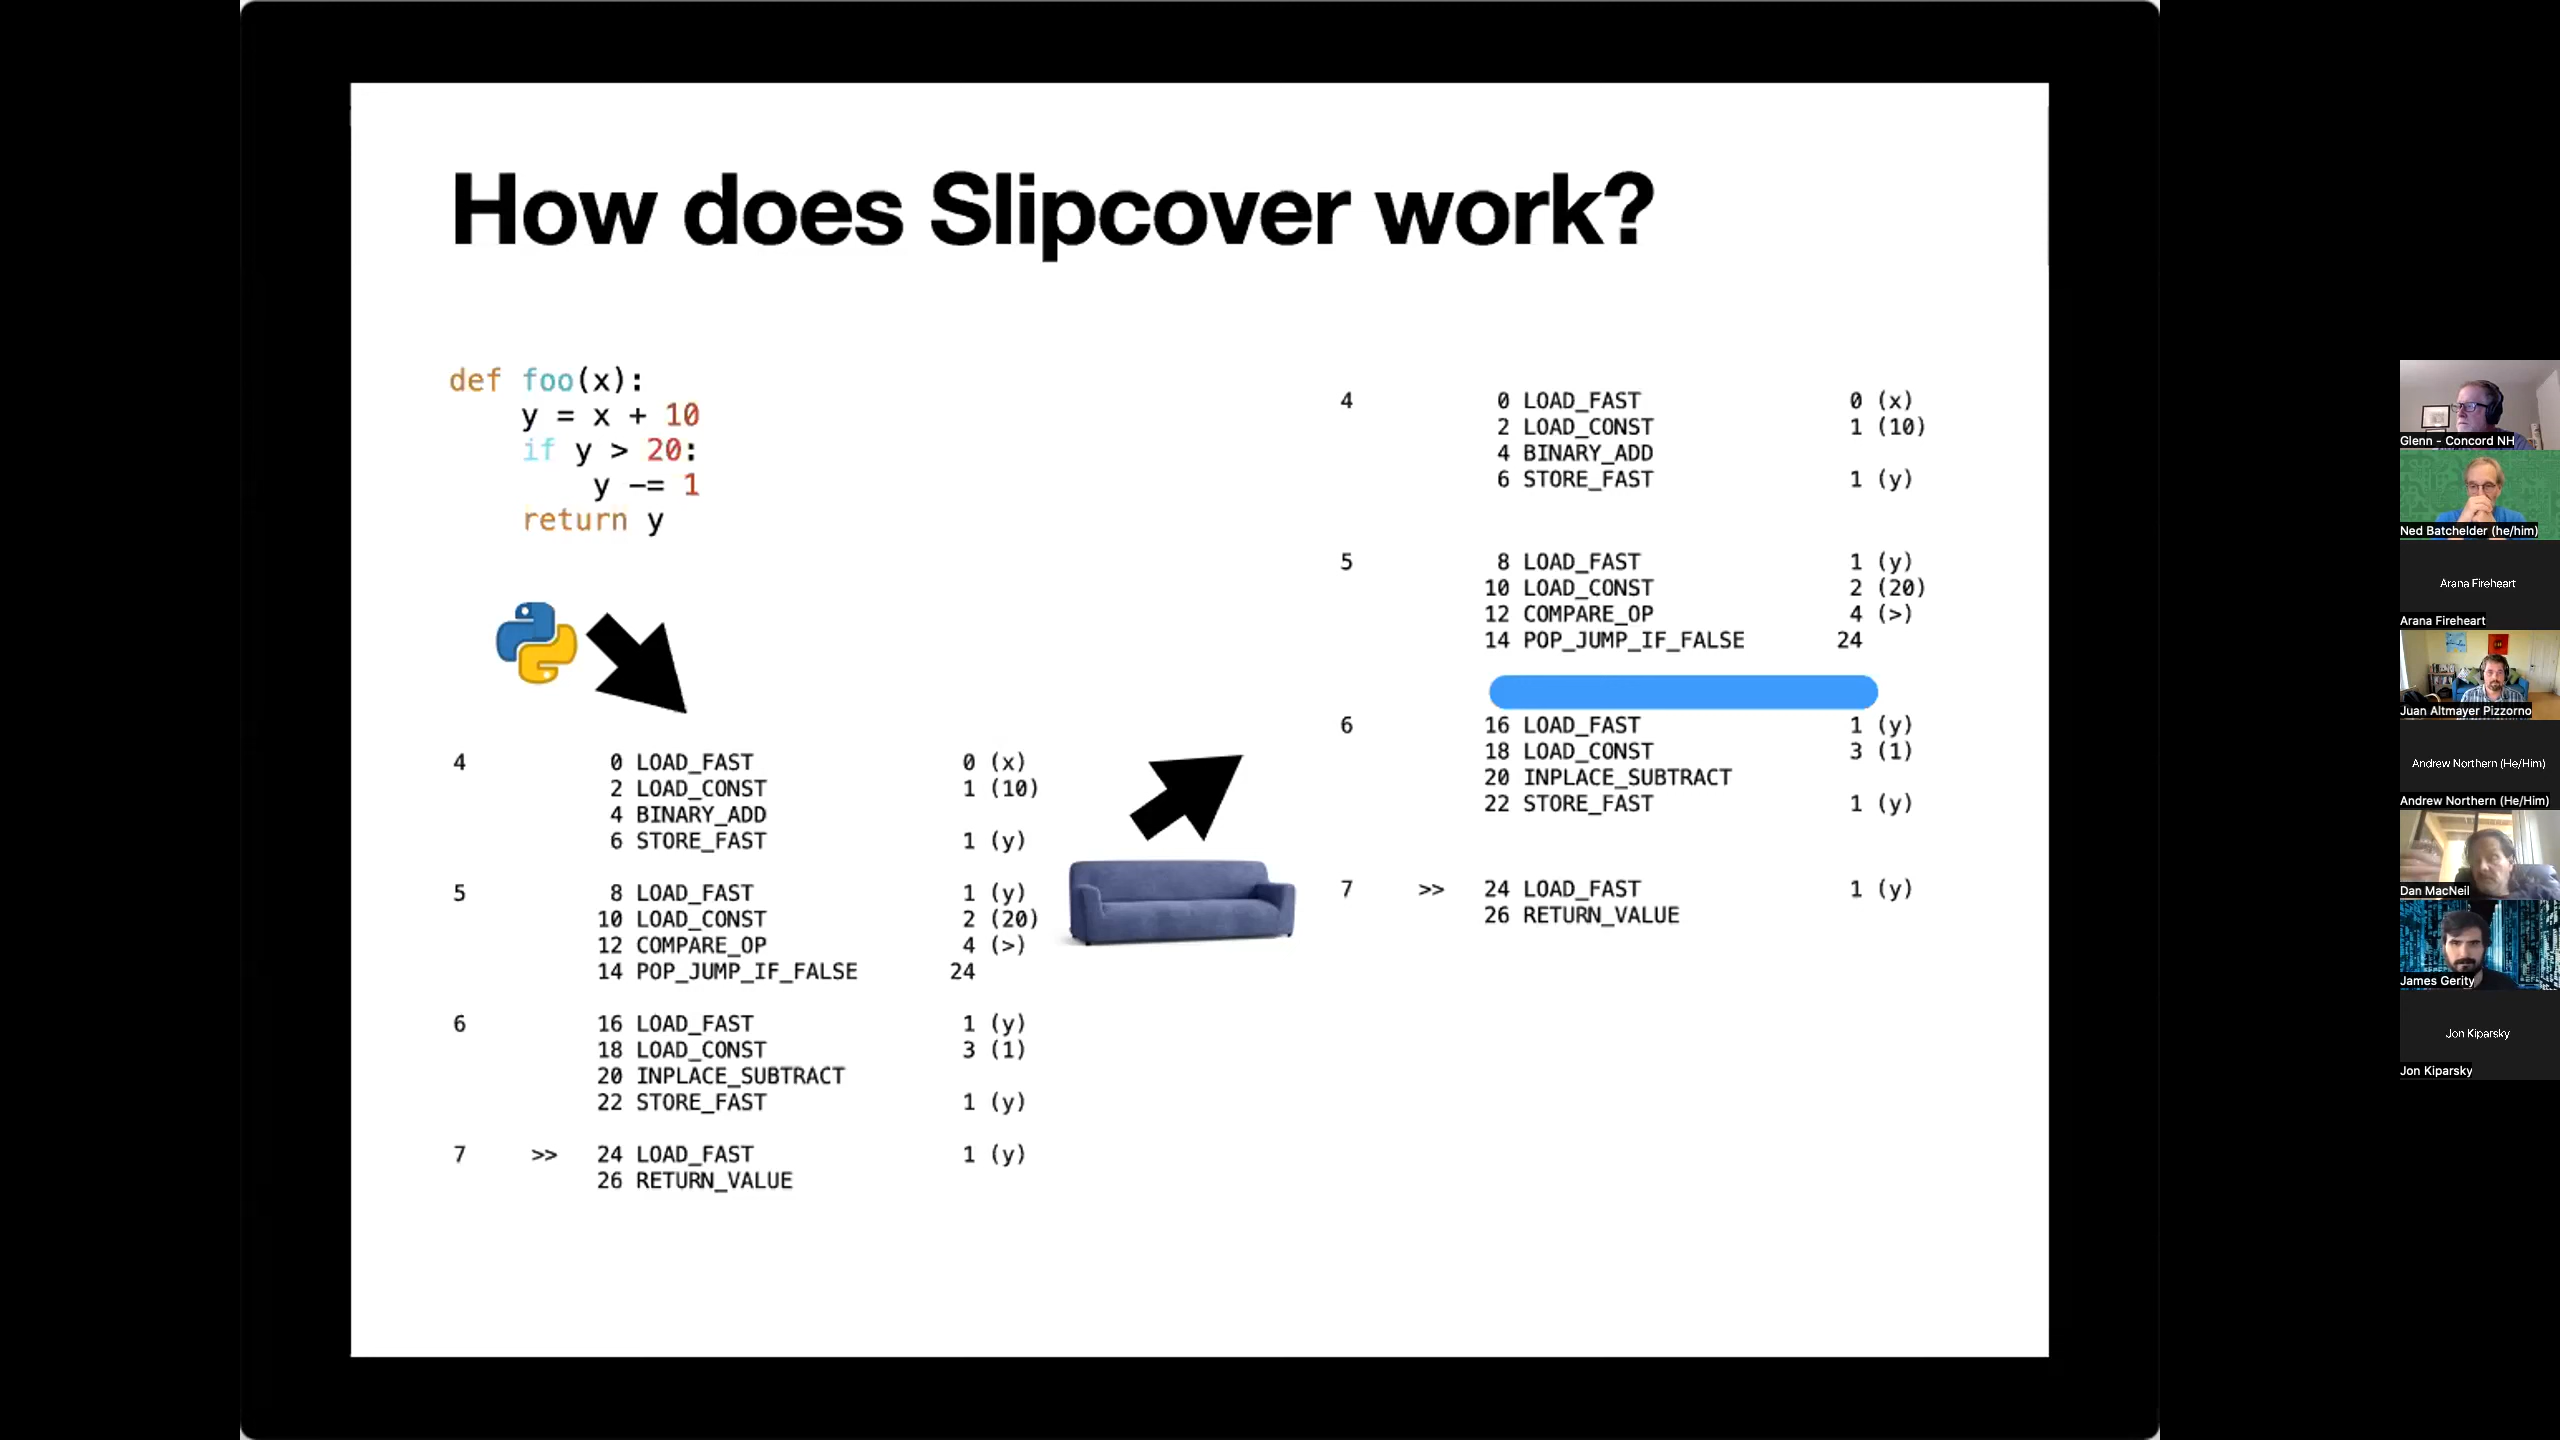 How does Slipcover work?
def foo(x):
y = x + 10
if y > 20:
y -= 1
return y
4 0 LOAD_FAST 0 (x)
2 LOAD_CONST 1 (10)
4 BINARY_ADD
6 STORE_FAST 1 (y)
5 8 LOAD_FAST 1 (y)
10 LOAD_CONST 2 (20)
12 COMPARE_OP 4 (>)
14 POP_JUMP_IF_FALSE 24
6 16 LOAD_FAST 1 (y)
18 LOAD_CONST 3 (1)
20 INPLACE_SUBTRACT
22 STORE_FAST 1 (y)
7 >> 24 LOAD_FAST 1 (y)
26 RETURN_VALUE
4 0 LOAD_FAST 0 (x)
2 LOAD_CONST 1 (10)
4 BINARY_ADD
6 STORE_FAST 1 (y)
5 8 LOAD_FAST 1 (y)
10 LOAD_CONST 2 (20)
12 COMPARE_OP 4 (>)
14 POP_JUMP_IF_FALSE 24
6 16 LOAD_FAST 1 (y)
18 LOAD_CONST 3 (1)
20 INPLACE_SUBTRACT
22 STORE_FAST 1 (y)
7 >> 24 LOAD_FAST 1 (y)
26 RETURN_VALUE
Glenn - Concord NH
Ned Batchelder (he/him)
Arana Fireheart
Arana Fireheart
Juan Altmayer Pizzorno
Andrew Northern (He/Him)
Andrew Northern (He/Him)
Dan MacNeil
James Gerity
Jon Kiparsky
Jon Kiparsky